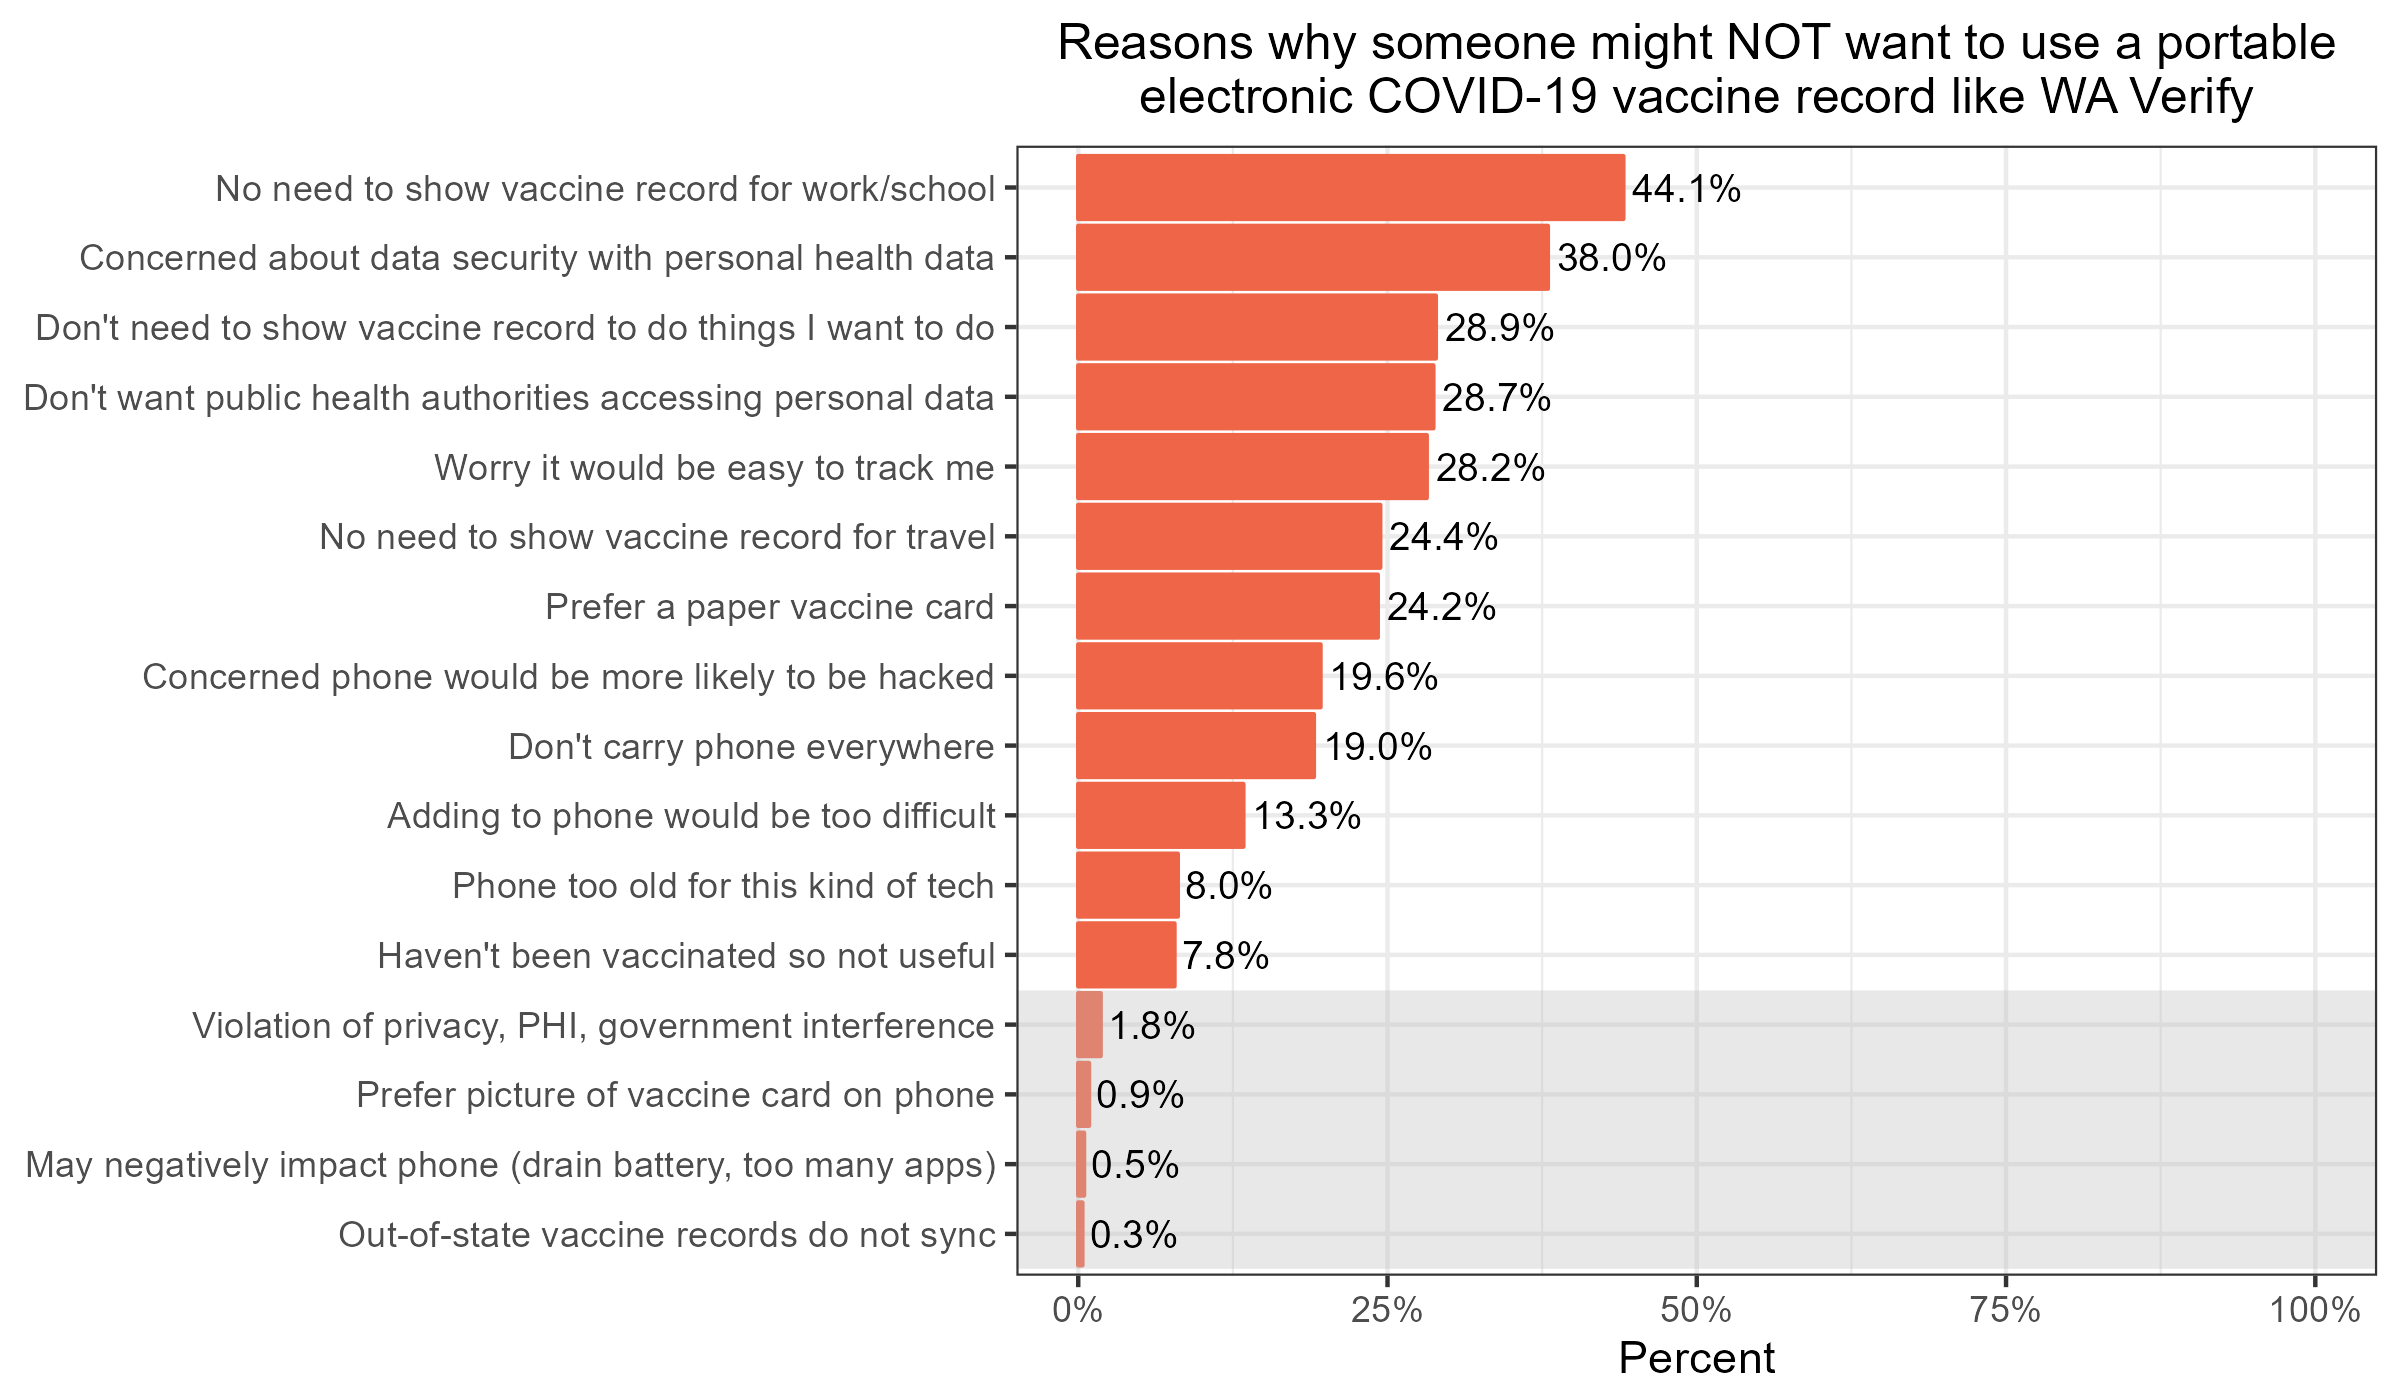 Reasons why someone might NOT want to use a portable
electronic COVID-19 vaccine record like WA Verify
No need to show vaccine record for work/school 44.1%
Concerned about data security with personal health data 38.0%
Don't need to show vaccine record to do things I want to do 28.9%
Don't want public health authorities accessing personal data 28.7%
Worry it would be easy to track me 28.2%
No need to show vaccine record for travel 24.4%
Prefer a paper vaccine card 24.2%
Concerned phone would be more likely to be hacked 19.6%
Don't carry phone everywhere 19.0%
Adding to phone would be too difficult 13.3%
Phone too old for this kind of tech 8.0%
Haven't been vaccinated so not useful 7.8%
Violation of privacy, PHI, government interference 1.8%
Prefer picture of vaccine card on phone 0.9%
May negatively impact phone (drain battery, too many apps) 0.5%
Out-of-state vaccine records do not sync 0.3%
0% 25% 50% 75% 100%
Percent